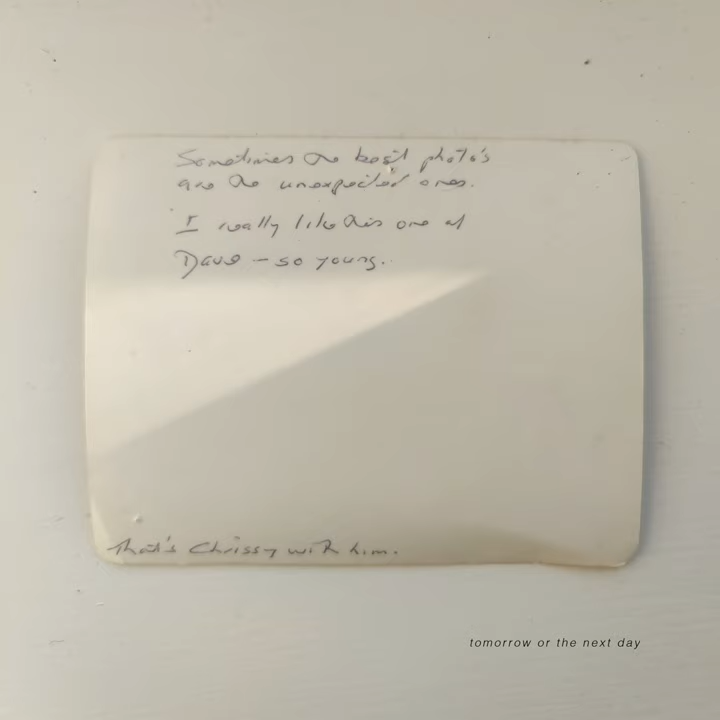 Sometimes the best photo's
are the unexpected ones.
I really like this one of
Dave – so young.
That's Chrissy with him.
tomorrow or the next day